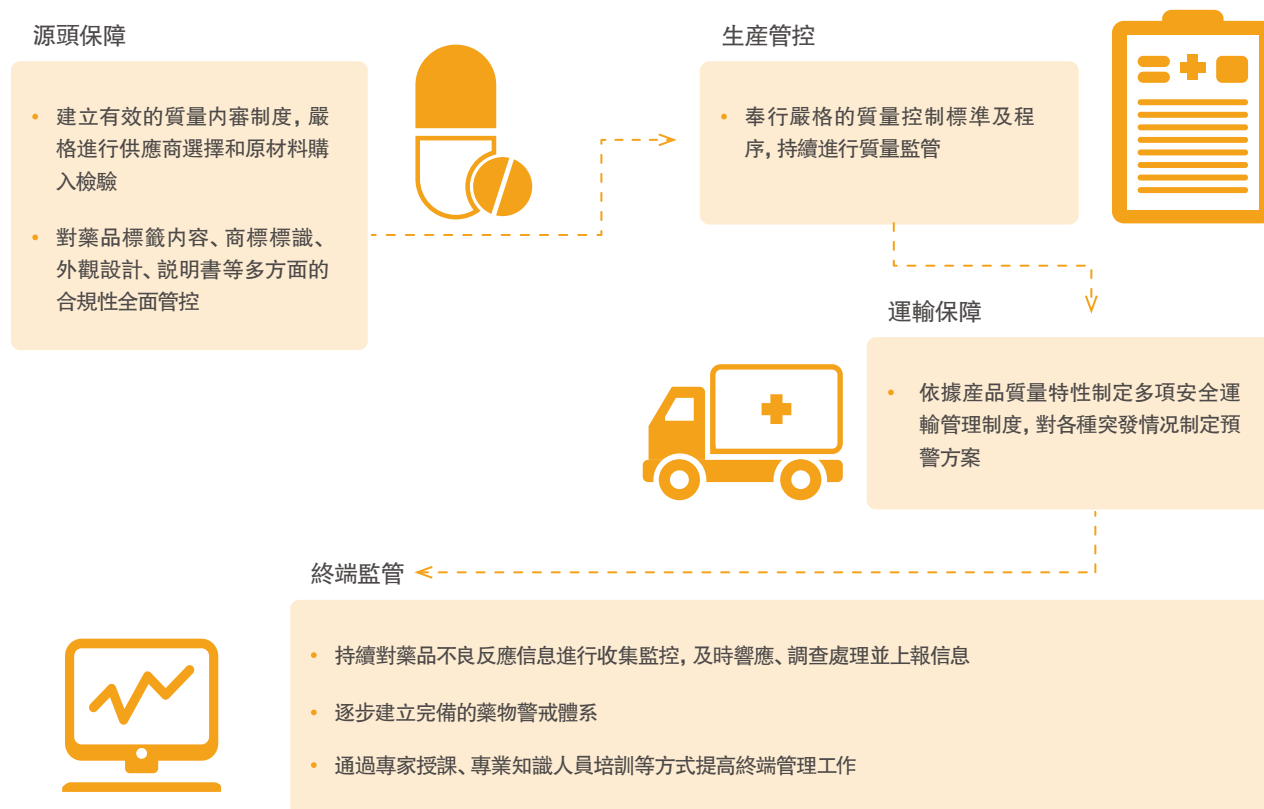 源頭保障
• 建立有效的質量内審制度，嚴
格進行供應商選擇和原材料購
入檢驗
• 對藥品標籤内容、商標標識、
外觀設計、説明書等多方面的
合規性全面管控
生産管控
• 奉行嚴格的質量控制標準及程
序，持續進行質量監管
運輸保障
• 依據産品質量特性制定多項安全運
輸管理制度，對各種突發情况制定預
警方案
終端監管
• 持續對藥品不良反應信息進行收集監控，及時響應、調查處理並上報信息
• 逐步建立完備的藥物警戒體系
• 通過專家授課、專業知識人員培訓等方式提高終端管理工作